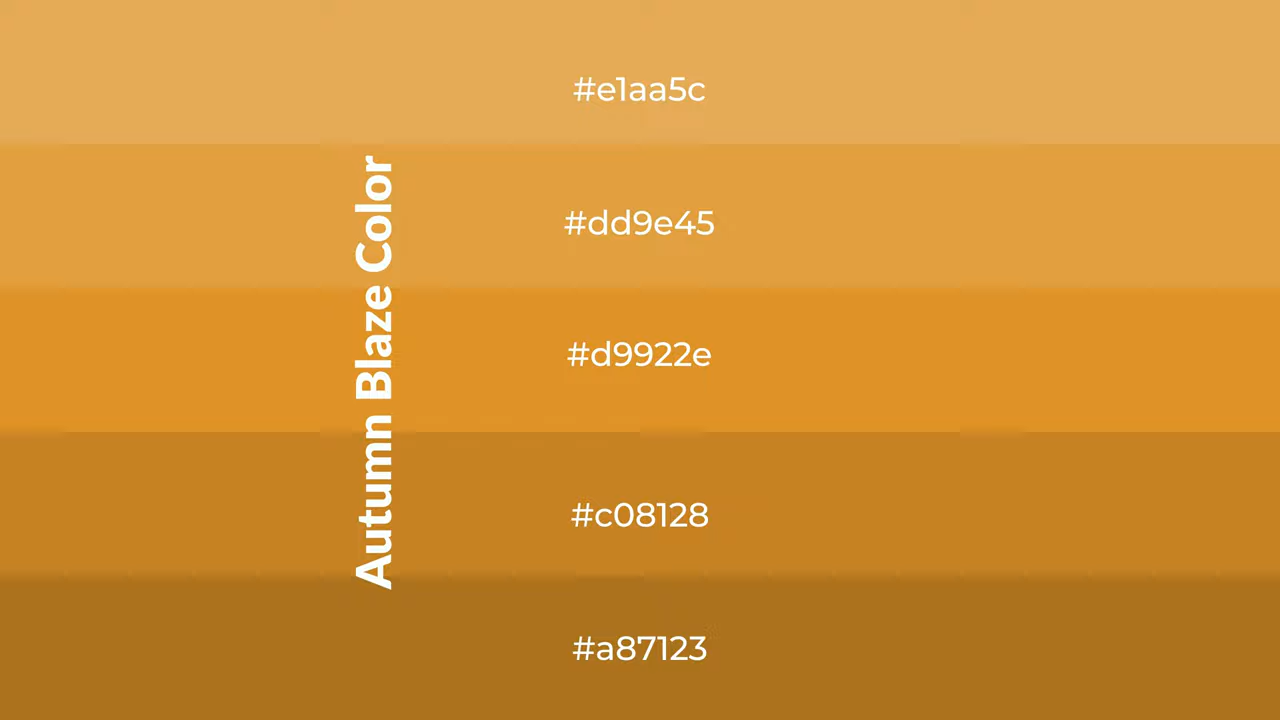 Autumn Blaze Color
#e1aa5c
#dd9e45
#d9922e
#c08128
#a87123